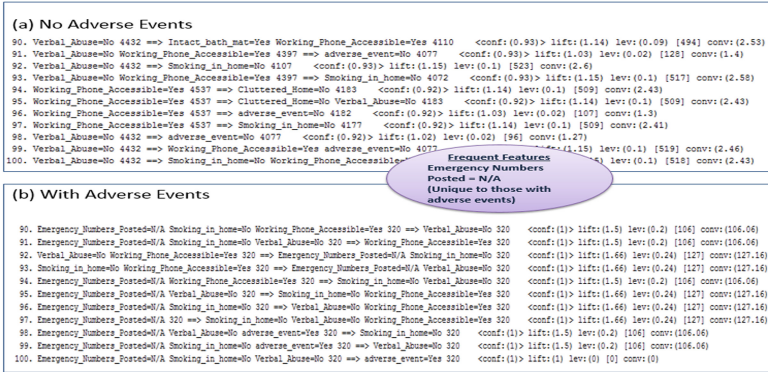 (a) No Adverse Events
90. Verbal_Abuse=No 4432 ==> Intact_bath_mat=Yes Working_Phone_Accessible=Yes 4110 <conf:(0.93)> lift:(1.14) lev:(0.09) [494] conv:(2.53)
91. Verbal_Abuse=No Working_Phone_Accessible=Yes 4397 ==> adverse_event=No 4077 <conf:(0.93)> lift:(1.03) lev:(0.02) [128] conv:(1.4)
92. Verbal_Abuse=No 4432 ==> Smoking_in_home=No 4107 <conf:(0.93)> lift:(1.15) lev:(0.1) [523] conv:(2.6)
93. Verbal_Abuse=No Working_Phone_Accessible=Yes 4397 ==> Smoking_in_home=No 4072 <conf:(0.93)> lift:(1.15) lev:(0.1) [517] conv:(2.58)
94. Working_Phone_Accessible=Yes 4537 ==> Cluttered_Home=No 4183 <conf:(0.92)> lift:(1.14) lev:(0.1) [509] conv:(2.43)
95. Working_Phone_Accessible=Yes 4537 ==> Cluttered_Home=No Verbal_Abuse=No 4183 <conf:(0.92)> lift:(1.14) lev:(0.1) [509] conv:(2.43)
96. Working_Phone_Accessible=Yes 4537 ==> adverse_event=No 4182 <conf:(0.92)> lift:(1.03) lev:(0.02) [107] conv:(1.3)
97. Working_Phone_Accessible=Yes 4537 ==> Smoking_in_home=No 4177 <conf:(0.92)> lift:(1.14) lev:(0.1) [509] conv:(2.41)
98. Verbal_Abuse=No 4432 ==> adverse_event=No 4077 <conf:(0.92)> lift:(1.02) lev:(0.02) [96] conv:(1.27)
99. Verbal_Abuse=No 4432 ==> Working_Phone_Accessible=Yes adverse_event=No 4077 (1.15) lev:(0.1) [519] conv:(2.46)
100. Verbal_Abuse=No 4432 ==> Smoking_in_home=No Working_Phone_Accessible= lev:(0.1) [518] conv:(2.43)
Frequent Features
Emergency Numbers
Posted = N/A
(Unique to those with
adverse events)
(b) With Adverse Events
90. Emergency_Numbers_Posted=N/A Smoking_in_home=No Working_Phone_Accessible=Yes 320 ==> Verbal_Abuse=No 320 <conf:(1)> lift:(1.5) lev:(0.2) [106] conv:(106.06)
91. Emergency_Numbers_Posted=N/A Smoking_in_home=No Verbal_Abuse=No 320 ==> Working_Phone_Accessible=Yes 320 <conf:(1)> lift:(1.5) lev:(0.2) [106] conv:(106.06)
92. Verbal_Abuse=No Working_Phone_Accessible=Yes 320 ==> Emergency_Numbers_Posted=N/A Smoking_in_home=No 320 <conf:(1)> lift:(1.66) lev:(0.24) [127] conv:(127.16)
93. Smoking_in_home=No Working_Phone_Accessible=Yes 320 ==> Emergency_Numbers_Posted=N/A Verbal_Abuse=No 320 <conf:(1)> lift:(1.66) lev:(0.24) [127] conv:(127.16)
94. Emergency_Numbers_Posted=N/A Working_Phone_Accessible=Yes 320 ==> Smoking_in_home=No Verbal_Abuse=No 320 <conf:(1)> lift:(1.5) lev:(0.2) [106] conv:(106.06)
95. Emergency_Numbers_Posted=N/A Verbal_Abuse=No 320 ==> Smoking_in_home=No Working_Phone_Accessible=Yes 320 <conf:(1)> lift:(1.66) lev:(0.24) [127] conv:(127.16)
96. Emergency_Numbers_Posted=N/A Smoking_in_home=No 320 ==> Verbal_Abuse=No Working_Phone_Accessible=Yes 320 <conf:(1)> lift:(1.66) lev:(0.24) [127] conv:(127.16)
97. Emergency_Numbers_Posted=N/A 320 ==> Smoking_in_home=No Verbal_Abuse=No Working_Phone_Accessible=Yes 320 <conf:(1)> lift:(1.66) lev:(0.24) [127] conv:(127.16)
98. Emergency_Numbers_Posted=N/A Verbal_Abuse=No adverse_event=Yes 320 ==> Smoking_in_home=No 320 <conf:(1)> lift:(1.5) lev:(0.2) [106] conv:(106.06)
99. Emergency_Numbers_Posted=N/A Smoking_in_home=No adverse_event=Yes 320 ==> Verbal_Abuse=No 320 <conf:(1)> lift:(1.5) lev:(0.2) [106] conv:(106.06)
100. Emergency_Numbers_Posted=N/A Smoking_in_home=No Verbal_Abuse=No 320 ==> adverse_event=Yes 320 <conf:(1)> lift:(1) lev:(0) [0] conv:(0)